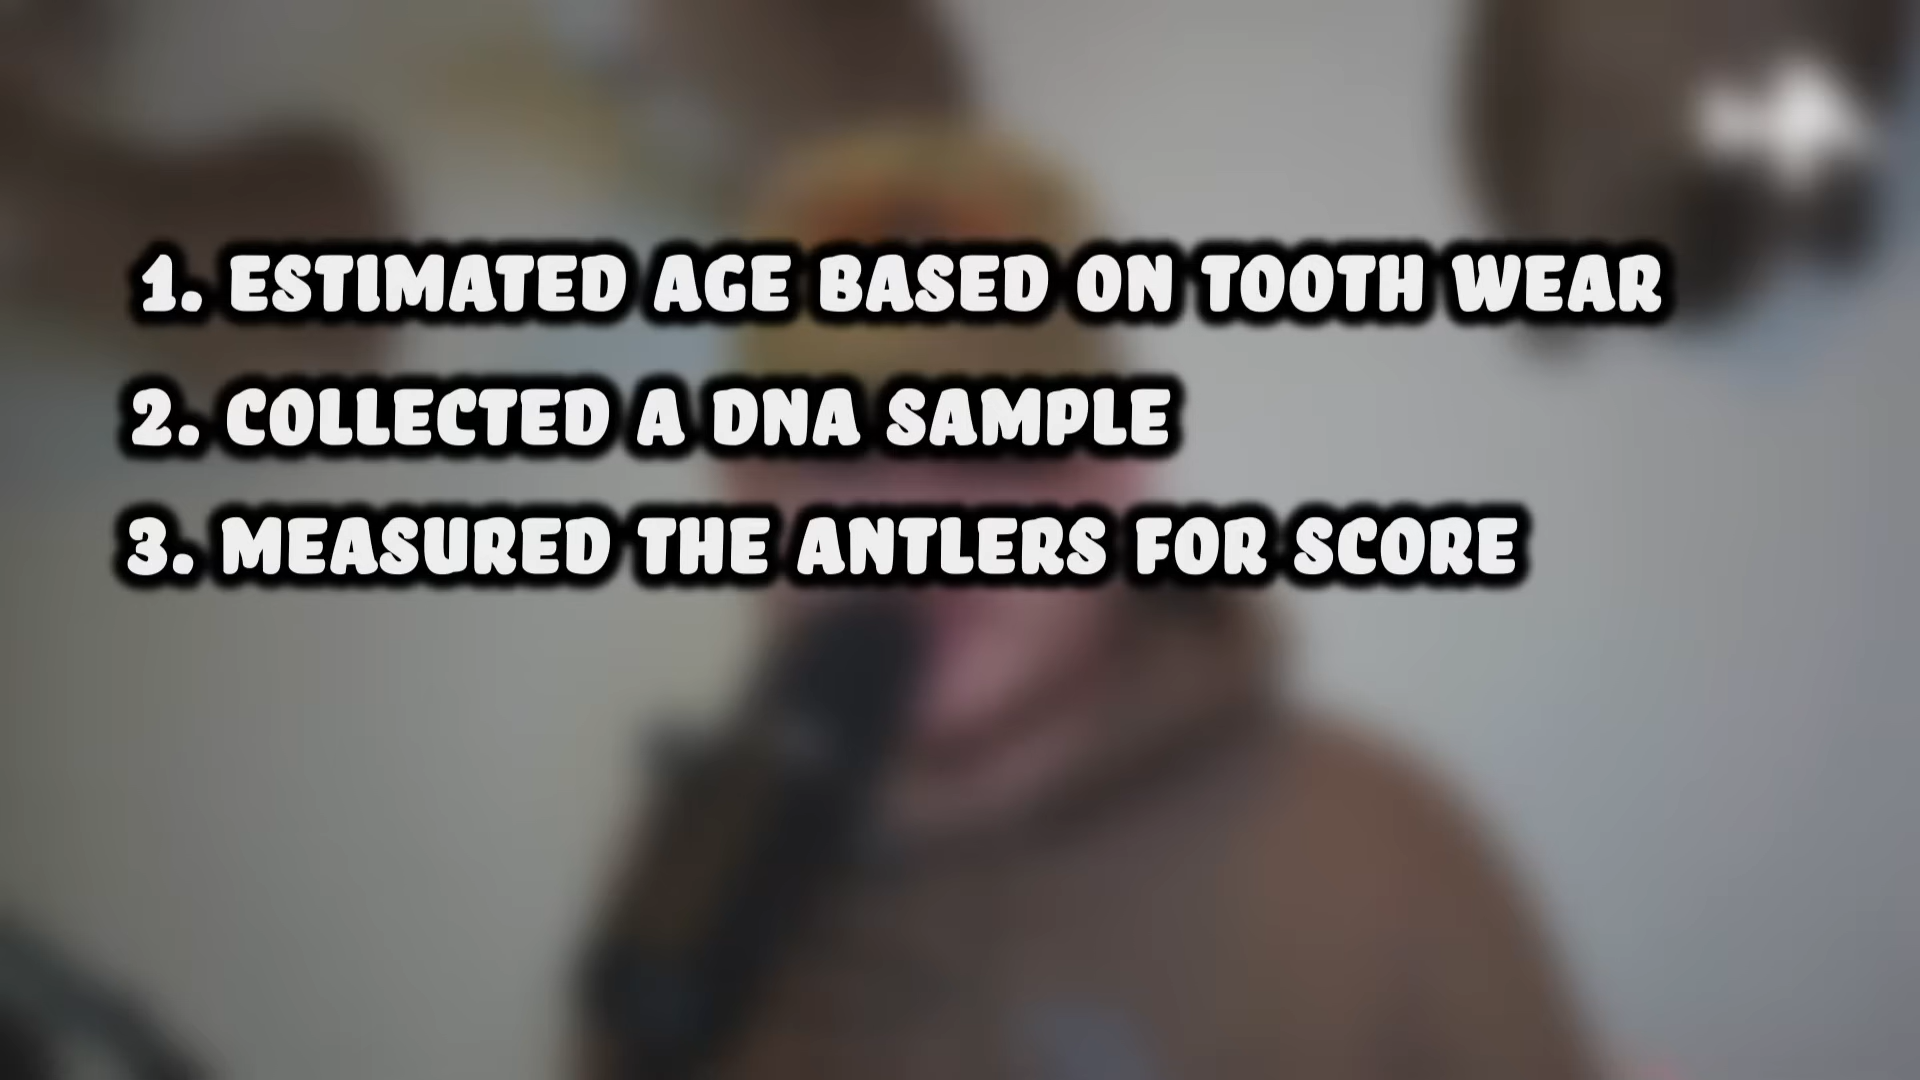 1. ESTIMATED AGE BASED ON TOOTH WEAR
2. COLLECTED A DNA SAMPLE
3. MEASURED THE ANTLERS FOR SCORE